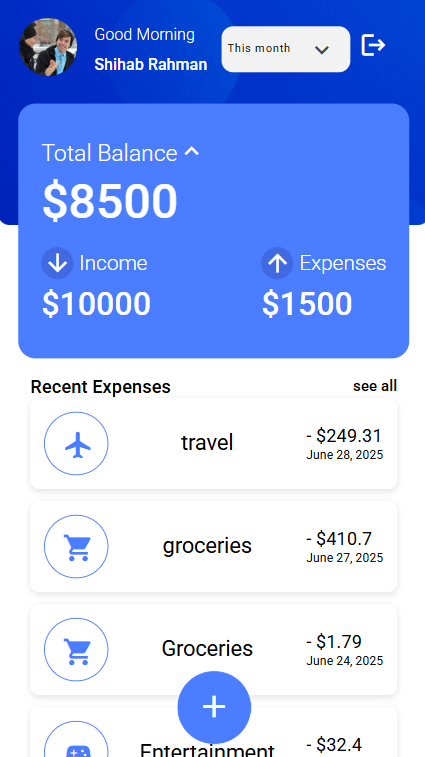 Good Morning
Shihab Rahman
This month
Total Balance
$8500
Income
Expenses
$10000
$1500
Recent Expenses
see all
travel
- $249.31
June 28, 2025
groceries
- $410.7
June 27, 2025
Groceries
- $1.79
June 24, 2025
+
Entertainment
- $32.4